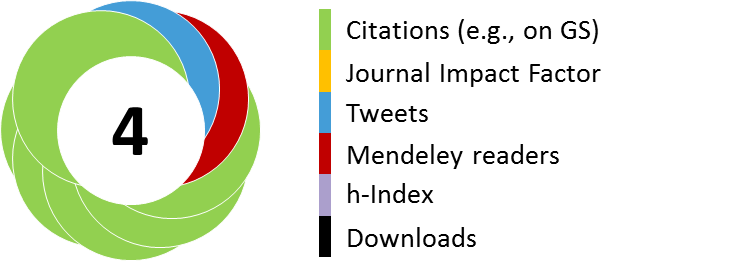 4
Citations (e.g., on GS)
Journal Impact Factor
Tweets
Mendeley readers
h-Index
Downloads